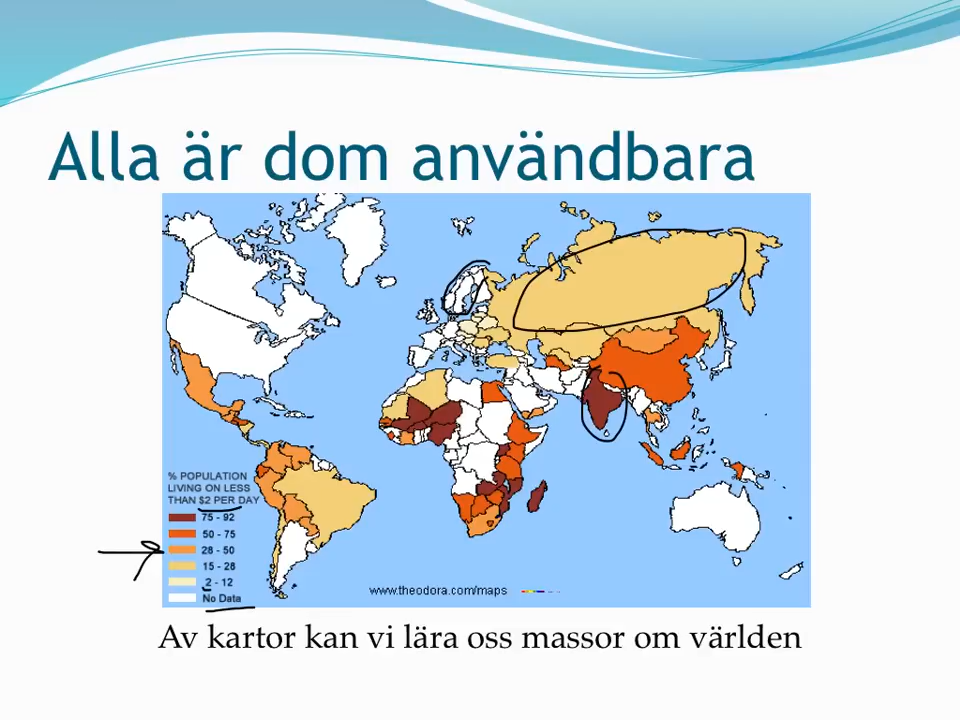 Alla är dom användbara
% POPULATION
LIVING ON LESS
THAN $2 PER DAY
75 - 92
50 - 75
28 - 50
15 - 28
2 - 12
No Data
www.theodora.com/maps
Av kartor kan vi lära oss massor om världen